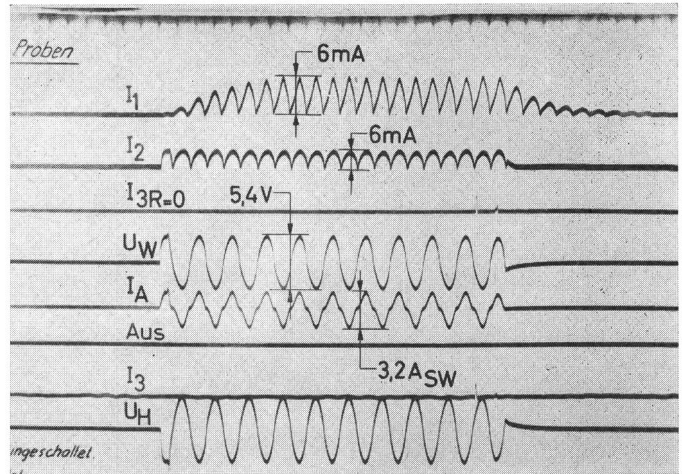 Proben
6mA
I1
I2
6mA
I3R=0
5,4V
UW
IA
Aus
3,2ASW
I3
UH
ingeschaltet